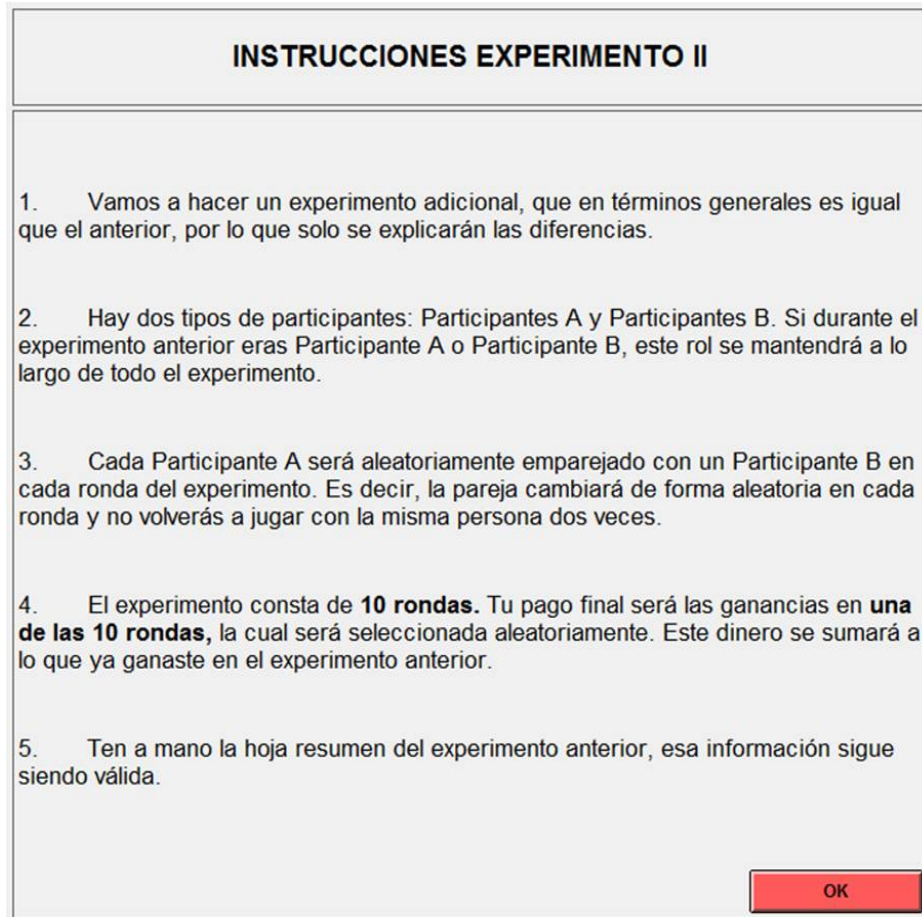 INSTRUCCIONES EXPERIMENTO II
1. Vamos a hacer un experimento adicional, que en términos generales es igual
que el anterior, por lo que solo se explicarán las diferencias.
2. Hay dos tipos de participantes: Participantes A y Participantes B. Si durante el
experimento anterior eras Participante A o Participante B, este rol se mantendrá a lo
largo de todo el experimento.
3. Cada Participante A será aleatoriamente emparejado con un Participante B en
cada ronda del experimento. Es decir, la pareja cambiará de forma aleatoria en cada
ronda y no volverás a jugar con la misma persona dos veces.
4. El experimento consta de 10 rondas. Tu pago final será las ganancias en una
de las 10 rondas, la cual será seleccionada aleatoriamente. Este dinero se sumará a
lo que ya ganaste en el experimento anterior.
5. Ten a mano la hoja resumen del experimento anterior, esa información sigue
siendo válida.
OK